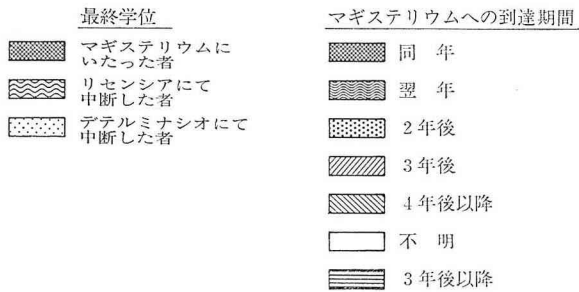 最終学位
マギステリウムに
いたった者
リセンシアにて
中断した者
デテルミナシオにて
中断した者
マギステリウムへの到達期間
同 年
翌 年
2年後
3年後
4年後以降
不 明
3年後以降